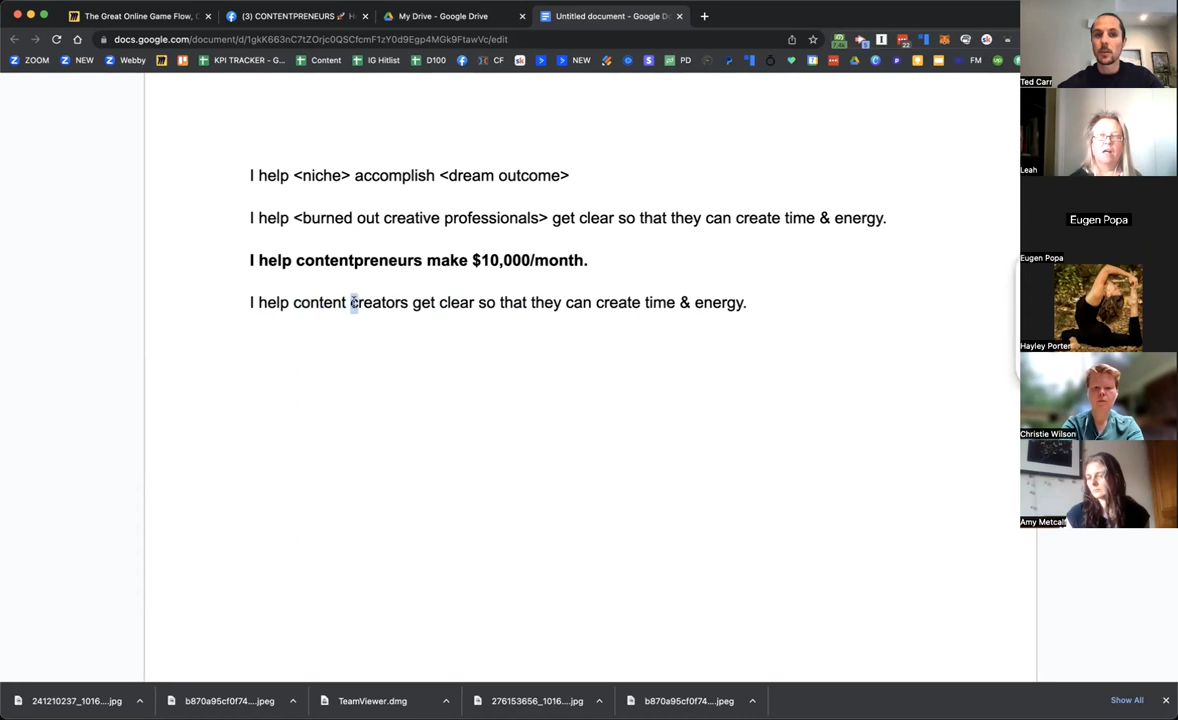 The Great Online Game Flow,
(3) CONTENTPRENEURS 🚀
My Drive - Google Drive
Untitled document - Google
docs.google.com/document/d/1gkK663nC7tZOrjc0QSCfcmF1zY0d9Egp4MGk9FtawVc/edit
ZOOM
NEW
Webby
KPI TRACKER - G...
Content
IG Hitlist
D100
CF
NEW
PD
FM
I help <niche> accomplish <dream outcome>
I help <burned out creative professionals> get clear so that they can create time & energy.
I help contentpreneurs make $10,000/month.
I help content creators get clear so that they can create time & energy.
Ted Carr
Leah
Eugen Popa
Eugen Popa
Hayley Porter
Christie Wilson
Amy Metcalf
241210237_1016....jpg
b870a95cf0f74....jpeg
TeamViewer.dmg
276153656_1016....jpg
b870a95cf0f74....jpeg
Show All